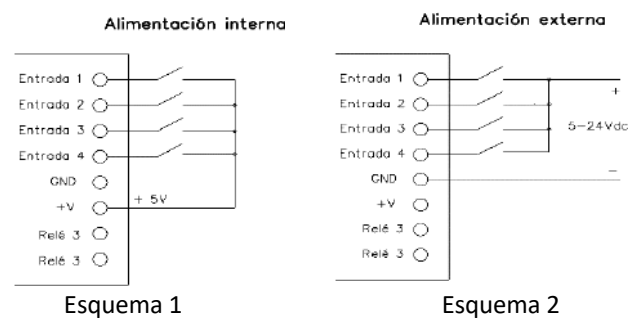 Alimentación interna
Entrada 1
Entrada 2
Entrada 3
Entrada 4
GND
+V
+ 5V
Relé 3
Relé 3
Esquema 1
Alimentación externa
Entrada 1
Entrada 2
Entrada 3
Entrada 4
GND
+V
Relé 3
Relé 3
+
5-24Vdc
-
Esquema 2